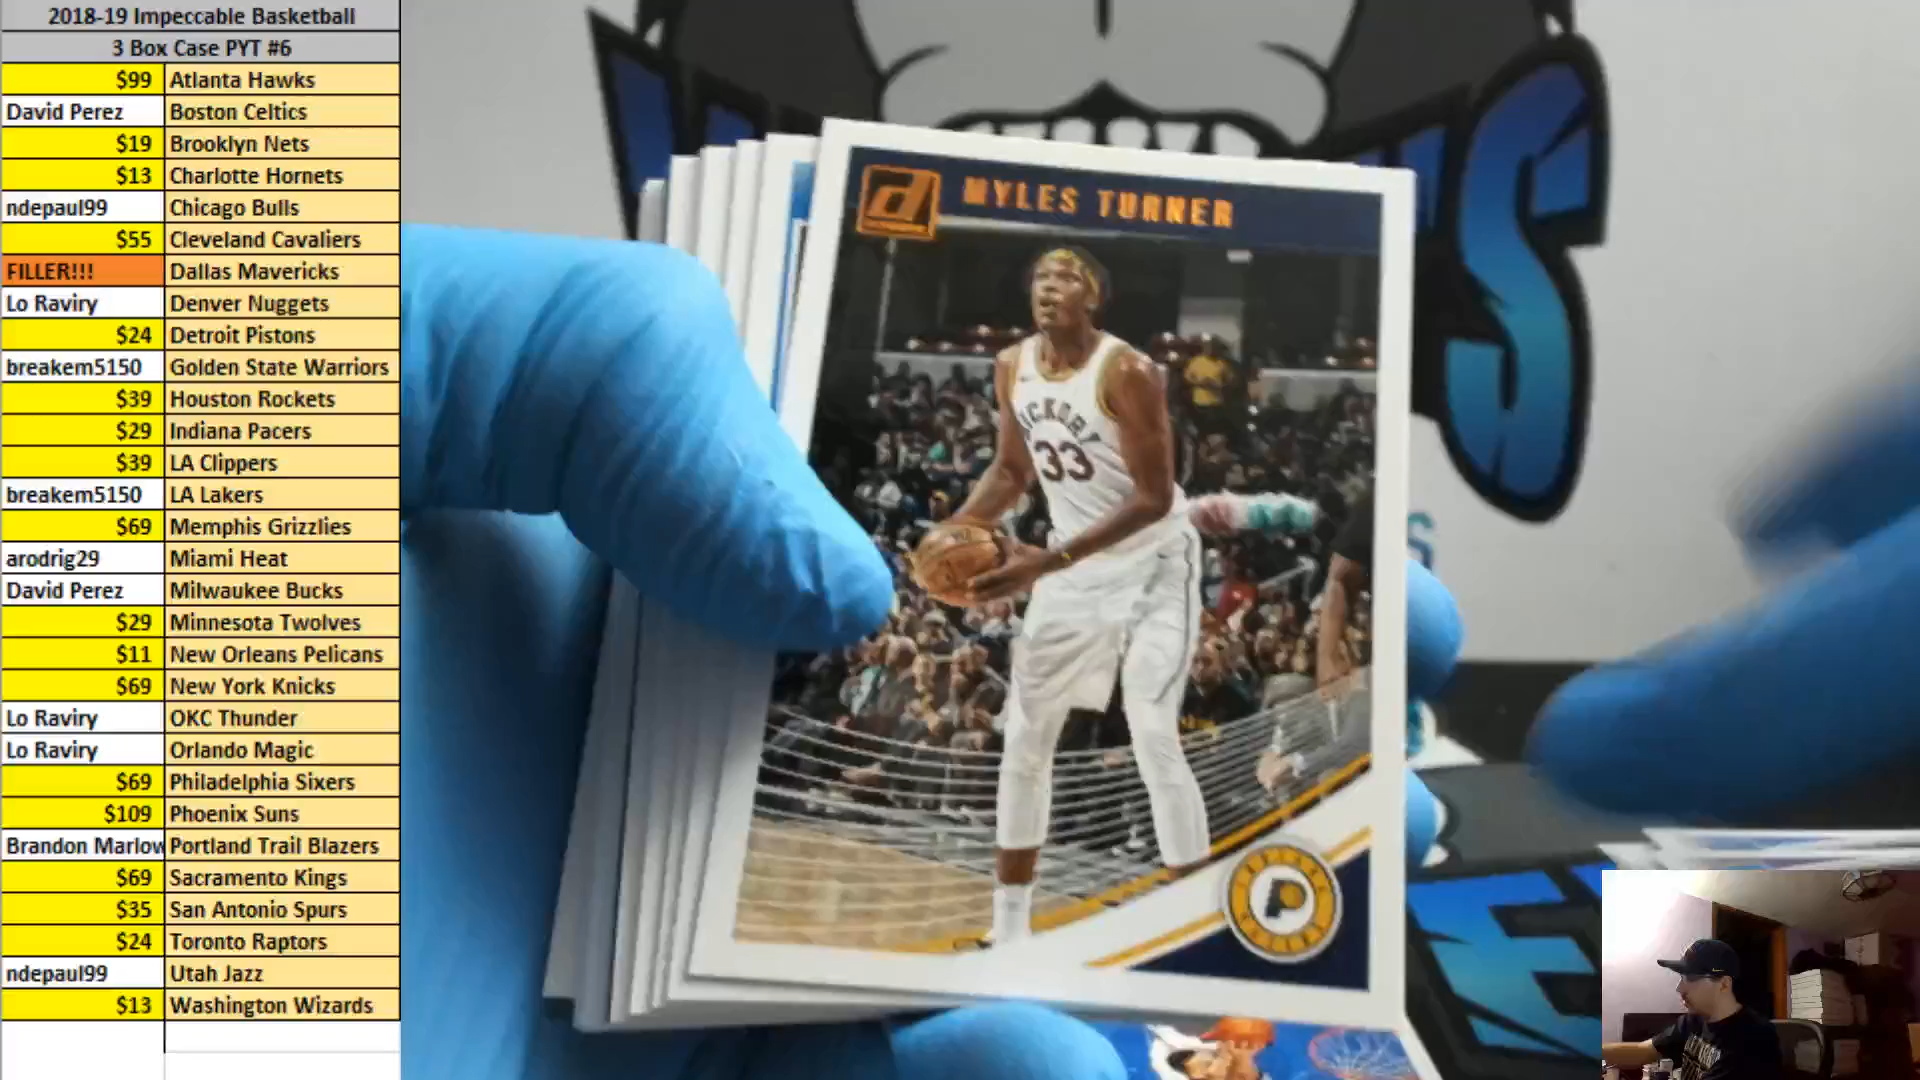 2018-19 Impeccable Basketball
3 Box Case PYT #6
$99 Atlanta Hawks
David Perez Boston Celtics
$19 Brooklyn Nets
$13 Charlotte Hornets
ndepaul99 Chicago Bulls
$55 Cleveland Cavaliers
FILLER!!! Dallas Mavericks
Lo Raviry Denver Nuggets
$24 Detroit Pistons
breakem5150 Golden State Warriors
$39 Houston Rockets
$29 Indiana Pacers
$39 LA Clippers
breakem5150 LA Lakers
$69 Memphis Grizzlies
arodrig29 Miami Heat
David Perez Milwaukee Bucks
$29 Minnesota Twolves
$11 New Orleans Pelicans
$69 New York Knicks
Lo Raviry OKC Thunder
Lo Raviry Orlando Magic
$69 Philadelphia Sixers
$109 Phoenix Suns
Brandon Marlow Portland Trail Blazers
$69 Sacramento Kings
$35 San Antonio Spurs
$24 Toronto Raptors
ndepaul99 Utah Jazz
$13 Washington Wizards
d MYLES TURNER
HICKORY
33
P